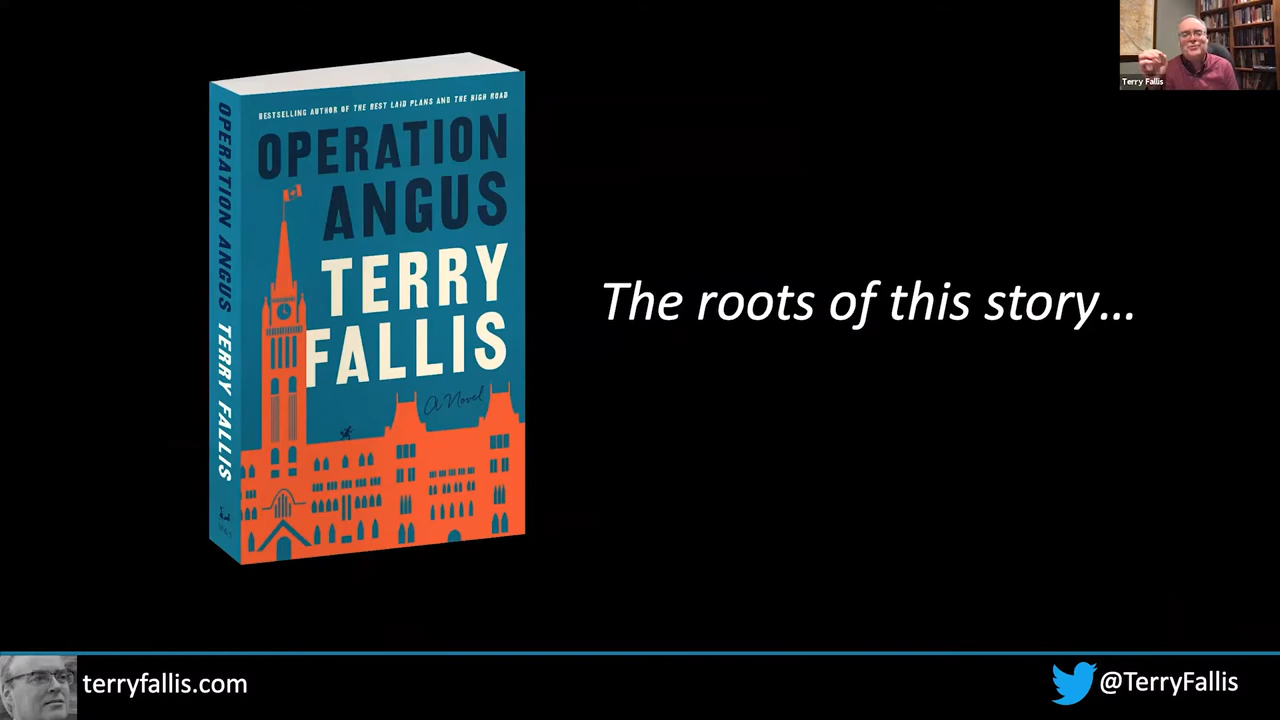 Terry Fallis
BESTSELLING AUTHOR OF THE BEST LAID PLANS AND THE HIGH ROAD
OPERATION
ANGUS
TERRY
FALLIS
A Novel
OPERATION ANGUS TERRY FALLIS
The roots of this story...
terryfallis.com
@TerryFallis